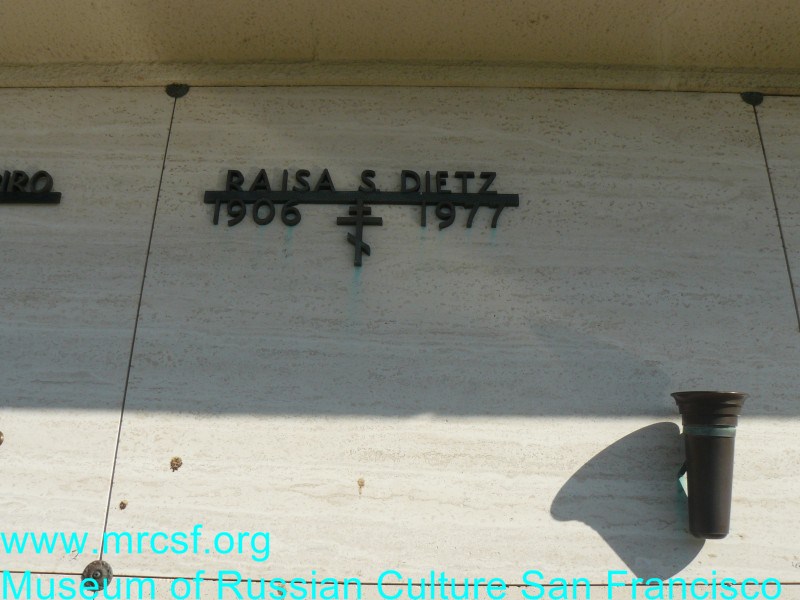 RAISA S. DIETZ
1906 1977
www.mrcsf.org
Museum of Russian Culture San Francisco